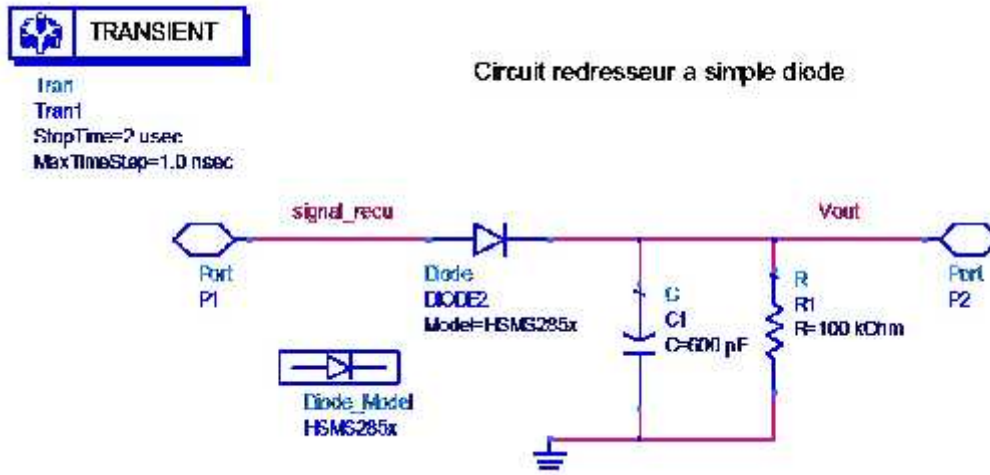 TRANSIENT
Circuit redresseur a simple diode
Tran
Tran1
StopTime=2 usec
MaxTimeStep=1.0 nsec
signal_recu
Vout
Port
P1
Diode
DIODE2
Model=HSMS285x
C
C1
C=600 pF
R
R1
R=100 kOhm
Port
P2
Diode_Model
HSMS285x